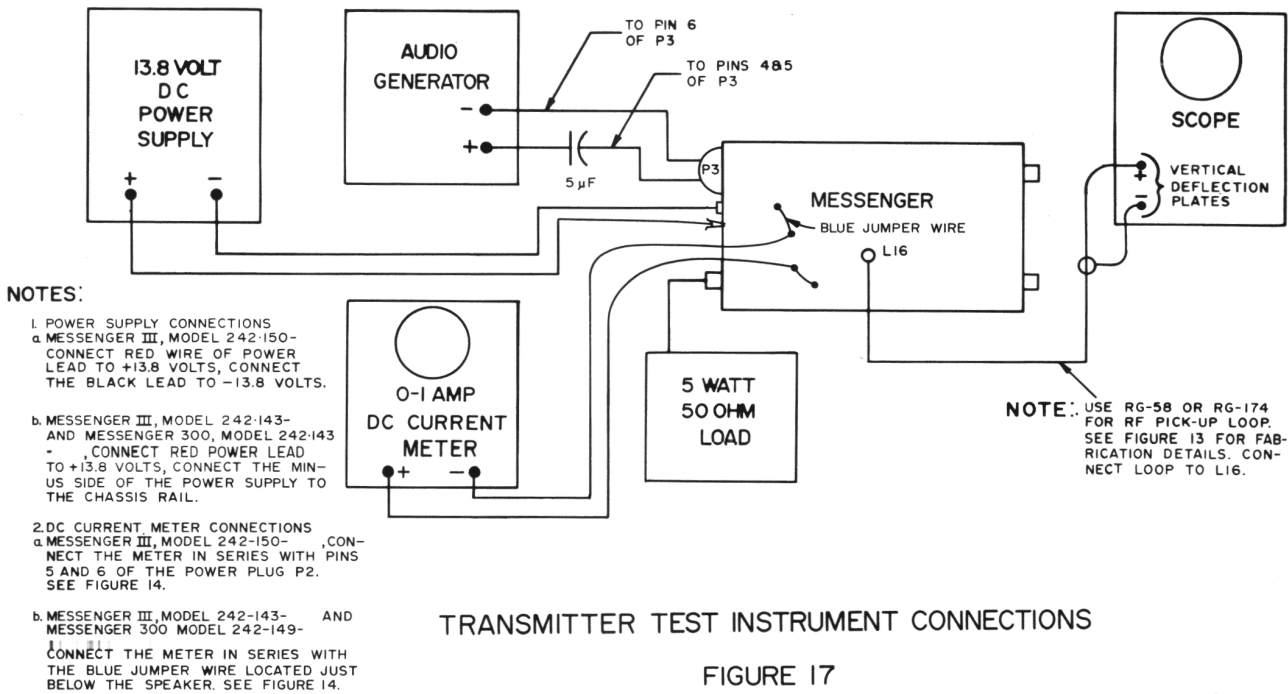 13.8 VOLT
DC
POWER
SUPPLY
+ −
AUDIO
GENERATOR
−
+
5 µF
TO PIN 6
OF P3
TO PINS 4&5
OF P3
P3
MESSENGER
BLUE JUMPER WIRE
L16
SCOPE
+
−
VERTICAL
DEFLECTION
PLATES
0-1 AMP
DC CURRENT
METER
+ −
5 WATT
50 OHM
LOAD
NOTE: USE RG-58 OR RG-174
FOR RF PICK-UP LOOP.
SEE FIGURE 13 FOR FAB-
RICATION DETAILS. CON-
NECT LOOP TO L16.
NOTES:
1. POWER SUPPLY CONNECTIONS
a. MESSENGER III, MODEL 242-150-
CONNECT RED WIRE OF POWER
LEAD TO +13.8 VOLTS, CONNECT
THE BLACK LEAD TO −13.8 VOLTS.
b. MESSENGER III, MODEL 242-143-
AND MESSENGER 300, MODEL 242-143
- , CONNECT RED POWER LEAD
TO +13.8 VOLTS, CONNECT THE MIN-
US SIDE OF THE POWER SUPPLY TO
THE CHASSIS RAIL.
2. DC CURRENT METER CONNECTIONS
a. MESSENGER III, MODEL 242-150- , CON-
NECT THE METER IN SERIES WITH PINS
5 AND 6 OF THE POWER PLUG P2.
SEE FIGURE 14.
b. MESSENGER III, MODEL 242-143- AND
MESSENGER 300 MODEL 242-149-
CONNECT THE METER IN SERIES WITH
THE BLUE JUMPER WIRE LOCATED JUST
BELOW THE SPEAKER. SEE FIGURE 14.
TRANSMITTER TEST INSTRUMENT CONNECTIONS
FIGURE 17